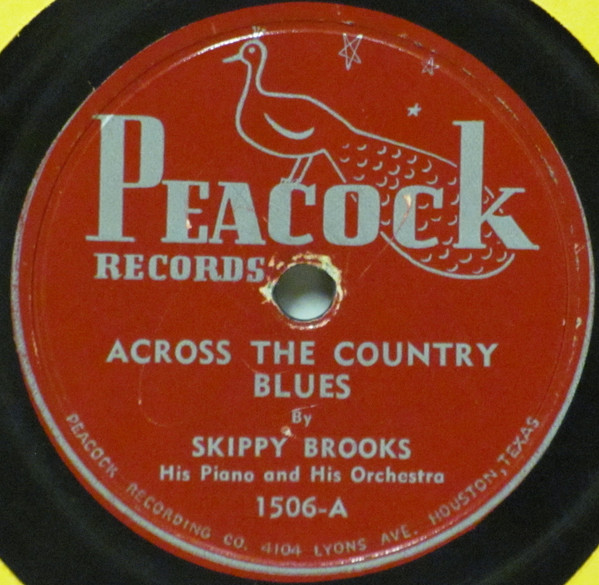 PEACOCK
RECORDS
ACROSS THE COUNTRY
BLUES
By
SKIPPY BROOKS
His Piano and His Orchestra
1506-A
PEACOCK RECORDING CO. 4104 LYONS AVE. HOUSTON, TEXAS